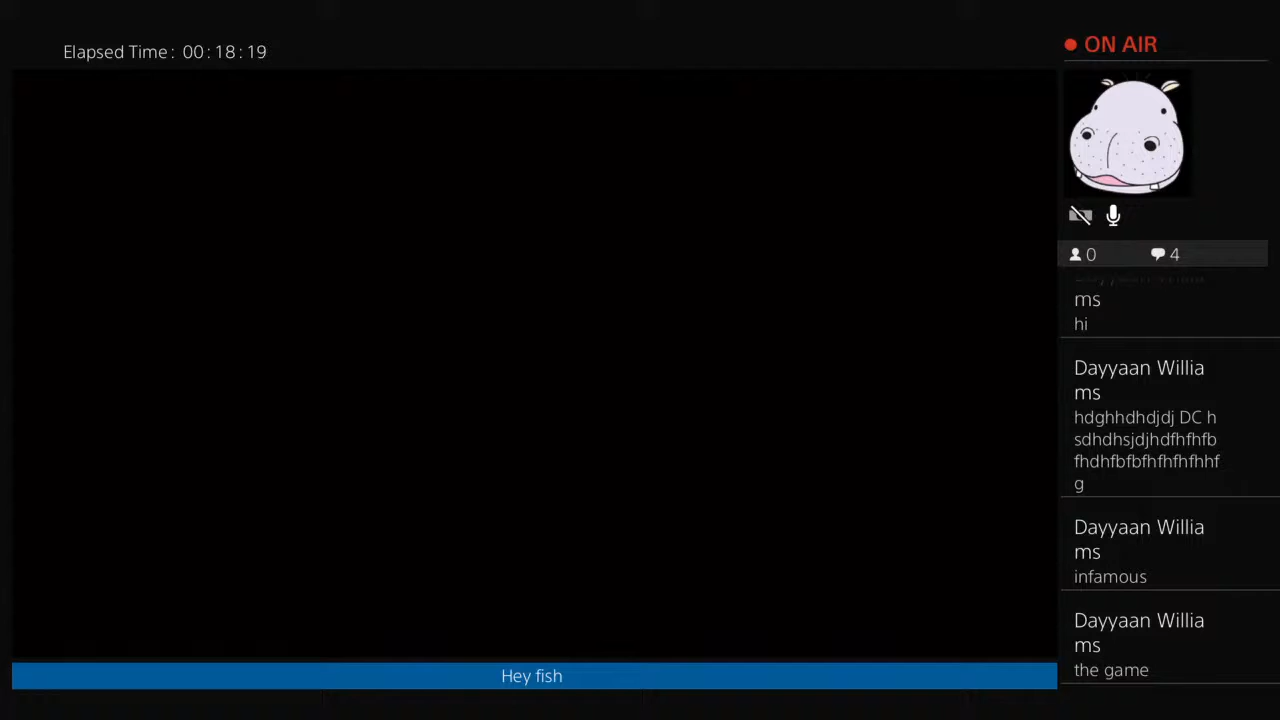 Elapsed Time: 00:18:19
ON AIR
0 4
ms
hi
Dayyaan Willia
ms
hdghhdhdjdj DC h
sdhdhsjdjhdfhfhfb
fhdhfbfbfhfhfhfhhf
g
Dayyaan Willia
ms
infamous
Dayyaan Willia
ms
the game
Hey fish